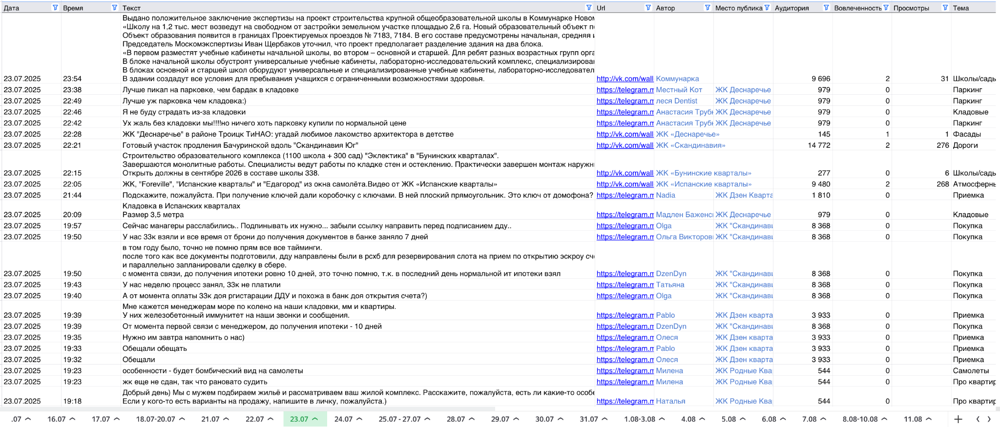 Дата Время Текст Url Автор Место публика Аудитория Вовлеченность Просмотры Тема
Выдано положительное заключение экспертизы на проект строительства крупной общеобразовательной школы в Коммунарке Новом
«Школу на 1,2 тыс. мест возведут на свободном от застройки земельном участке площадью 2,6 га. Новый образовательный объект по
Объект образования появится в границах Проектируемых проездов № 7183, 7184. В его составе предусмотрены начальная, средняя и
Председатель Москомэкспертизы Иван Щербаков уточнил, что проект предполагает разделение здания на два блока.
«В первом разместят учебные кабинеты начальной школы, во втором – основной и старшей. Для ребят разных возрастных групп орга
В блоке начальной школы обустроят универсальные учебные кабинеты, лабораторно-исследовательский комплекс, специализирован
В блоках основной и старшей школ оборудуют универсальные и специализированные учебные кабинеты, лабораторно-исследовател
23.07.2025 23:54 В здании создадут все условия для пребывания учащихся с ограниченными возможностями здоровья. http://vk.com/wall Коммунарка 9 696 2 31 Школы/сады
23.07.2025 23:38 Лучше пикап на парковке, чем бардак в кладовке https://telegram.m Местный Кот ЖК Деснаречье 979 0 Паркинг
23.07.2025 22:49 Лучше уж парковка чем кладовка:) https://telegram.m леся Dentist ЖК Деснаречье 979 0 Паркинг
23.07.2025 22:46 Я не буду страдать из-за кладовки https://telegram.m Анастасия Трубн ЖК Деснаречье 979 0 Кладовые
23.07.2025 22:42 Ух жаль без кладовки мы!!!!но ничего хоть парковку купили по нормальной цене https://telegram.m Анастасия Трубн ЖК Деснаречье 979 0 Паркинг
23.07.2025 22:28 ЖК "Деснаречье" в районе Троицк ТиНАО: угадай любимое лакомство архитектора в детстве http://vk.com/wall ЖК «Деснаречье» 145 1 1 Фасады
23.07.2025 22:21 Готовый участок продления Бачуринской вдоль "Скандинавия Юг" http://vk.com/wall ЖК «Скандинавия» 14 772 2 276 Дороги
Строительство образовательного комплекса (1100 школа + 300 сад) "Эклектика" в "Бунинских кварталах".
Завершаются монолитные работы. Специалисты ведут работы по кладке стен и остеклению. Практически завершен монтаж наружн
23.07.2025 22:15 Открыть должны в сентябре 2026 в составе школы 338. http://vk.com/wall ЖК «Бунинские кварталы» 277 0 6 Школы/сады
23.07.2025 22:05 ЖК, "Foreville", "Испанские кварталы" и "Едагород" из окна самолёта.Видео от ЖК «Испанские кварталы» http://vk.com/wall ЖК «Испанские кварталы» 9 480 2 268 Атмосферн
23.07.2025 21:44 Подскажите, пожалуйста. При получение ключей дали коробочку с ключами. В ней плоский прямоугольник. Это ключ от домофона? https://telegram.m Nadia ЖК Дзен Кварта 1 810 0 Приемка
Кладовка в Испанских кварталах
23.07.2025 20:09 Размер 3,5 метра https://telegram.m Мадлен Баженс ЖК Деснаречье 979 0 Кладовые
23.07.2025 19:57 Сейчас манагеры расслабились.. Подпинывать их нужно... забыли ссылку направить перед подписанием дду.. https://telegram.m Olga ЖК "Скандинави 8 368 0 Покупка
23.07.2025 19:50 У нас 33к взяли и все время от брони до получения документов в банке заняло 7 дней https://telegram.m Ольга Викторов ЖК "Скандинави 8 368 0 Покупка
в том году было, точно не помню прям все все тайминги.
после того как все документы подготовили, дду направлены были в рсхб для резервирования слота на прием по открытию эскроу сч
и параллельно запланировали сделку в сбере.
23.07.2025 19:50 с момента связи, до получения ипотеки ровно 10 дней, это точно помню, т.к. в последний день нормальной ит ипотеки взял https://telegram.m DzenDyn ЖК "Скандинави 8 368 0 Покупка
23.07.2025 19:43 У нас неделю процесс занял, 33к не платили https://telegram.m Татьяна ЖК "Скандинави 8 368 0 Покупка
23.07.2025 19:40 А от момента оплаты 33к доя ргистарации ДДУ и похожа в банк доя открытия счета?) https://telegram.m Olga ЖК "Скандинави 8 368 0 Покупка
Мне кажется менеджерам море по колено на наши кладовки, мм и квартиры.
23.07.2025 19:39 У них железобетонный иммунитет на наши звонки и сообщения. https://telegram.m Pablo ЖК Дзен кварта 3 933 0 Приемка
23.07.2025 19:39 От момента первой связи с менеджером, до получения ипотеки - 10 дней https://telegram.m DzenDyn ЖК "Скандинави 8 368 0 Покупка
23.07.2025 19:35 Нужно им завтра напомнить о нас) https://telegram.m Олеся ЖК Дзен кварта 3 933 0 Приемка
23.07.2025 19:33 Обещали обещать https://telegram.m Pablo ЖК Дзен кварта 3 933 0 Приемка
23.07.2025 19:32 Обещали https://telegram.m Олеся ЖК Дзен кварта 3 933 0 Приемка
23.07.2025 19:23 особенности - будет бомбический вид на самолеты https://telegram.m Милена ЖК Родные Ква 544 0 Самолеты
23.07.2025 19:23 жк еще не сдан, так что рановато судить https://telegram.m Милена ЖК Родные Ква 544 0 Про квартир
Добрый день) Мы с мужем подбираем жильё и рассматриваем ваш жилой комплекс. Расскажите, пожалуйста, есть ли какие-то особе
23.07.2025 19:18 Если у кого-то есть варианты на продажу, напишите в личку, пожалуйста.) https://telegram.m Наталья ЖК Родные Ква 544 0 Про квартир
.07 16.07 17.07 18.07-20.07 21.07 22.07 23.07 24.07 25.07 - 27.07 28.07 29.07 30.07 31.07 1.08-3.08 4.08 5.08 6.08 7.08 8.08-10.08 11.08